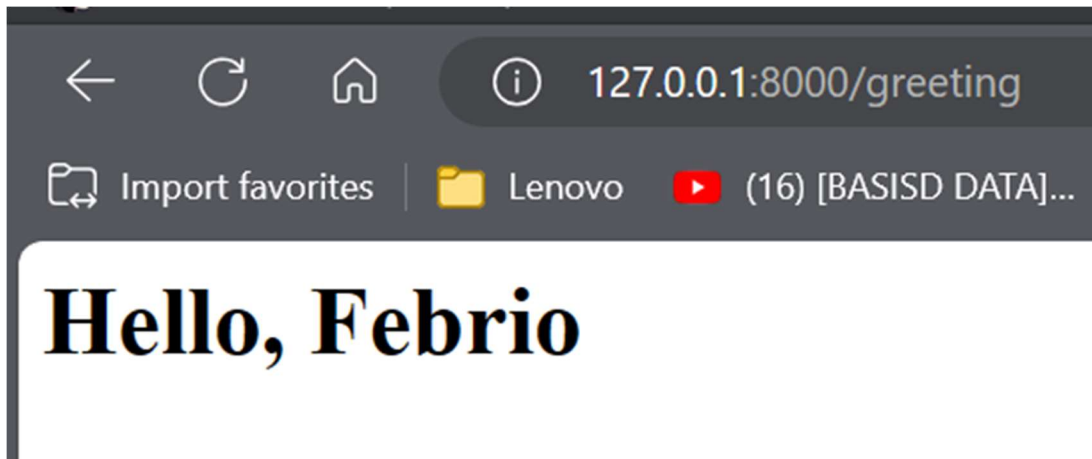 127.0.0.1:8000/greeting
Import favorites Lenovo (16) [BASISD DATA]...
Hello, Febrio